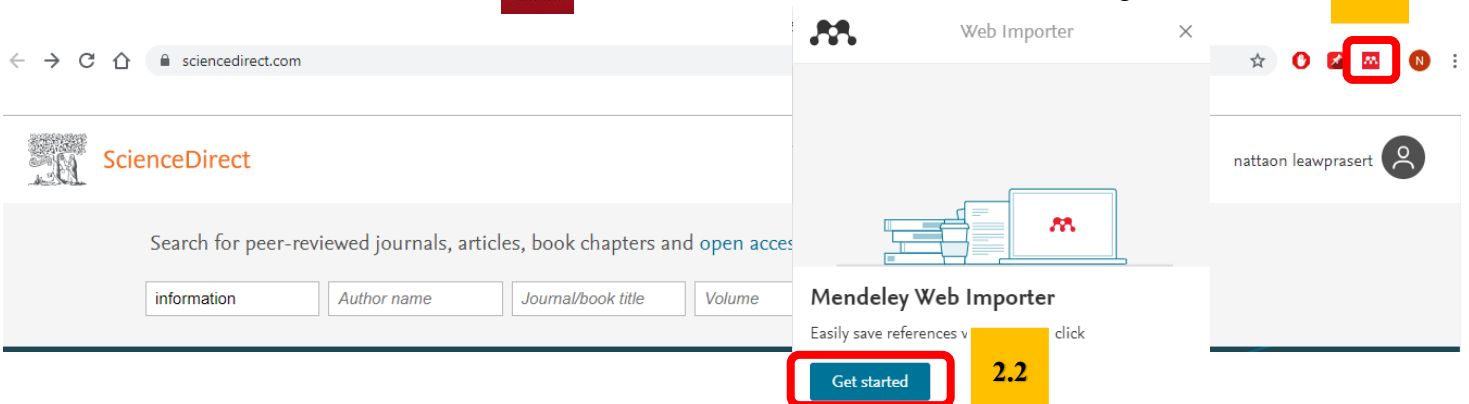 Web Importer
sciencedirect.com
N
ScienceDirect
nattaon leawprasert
Search for peer-reviewed journals, articles, book chapters and open acces
information
Author name
Journal/book title
Volume
Mendeley Web Importer
Easily save references click
Get started
2.2